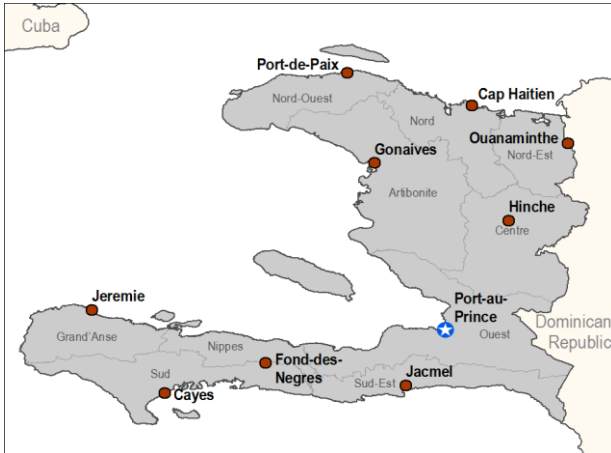 Cuba
Port-de-Paix
Nord-Ouest
Nord
Cap Haitien
Ouanaminthe
Nord-Est
Gonaives
Artibonite
Hinche
Centre
Jeremie
Port-au-
Prince
Ouest
Dominican
Republic
Grand'Anse
Nippes
Fond-des-
Negres
Sud
Cayes
Sud-Est
Jacmel